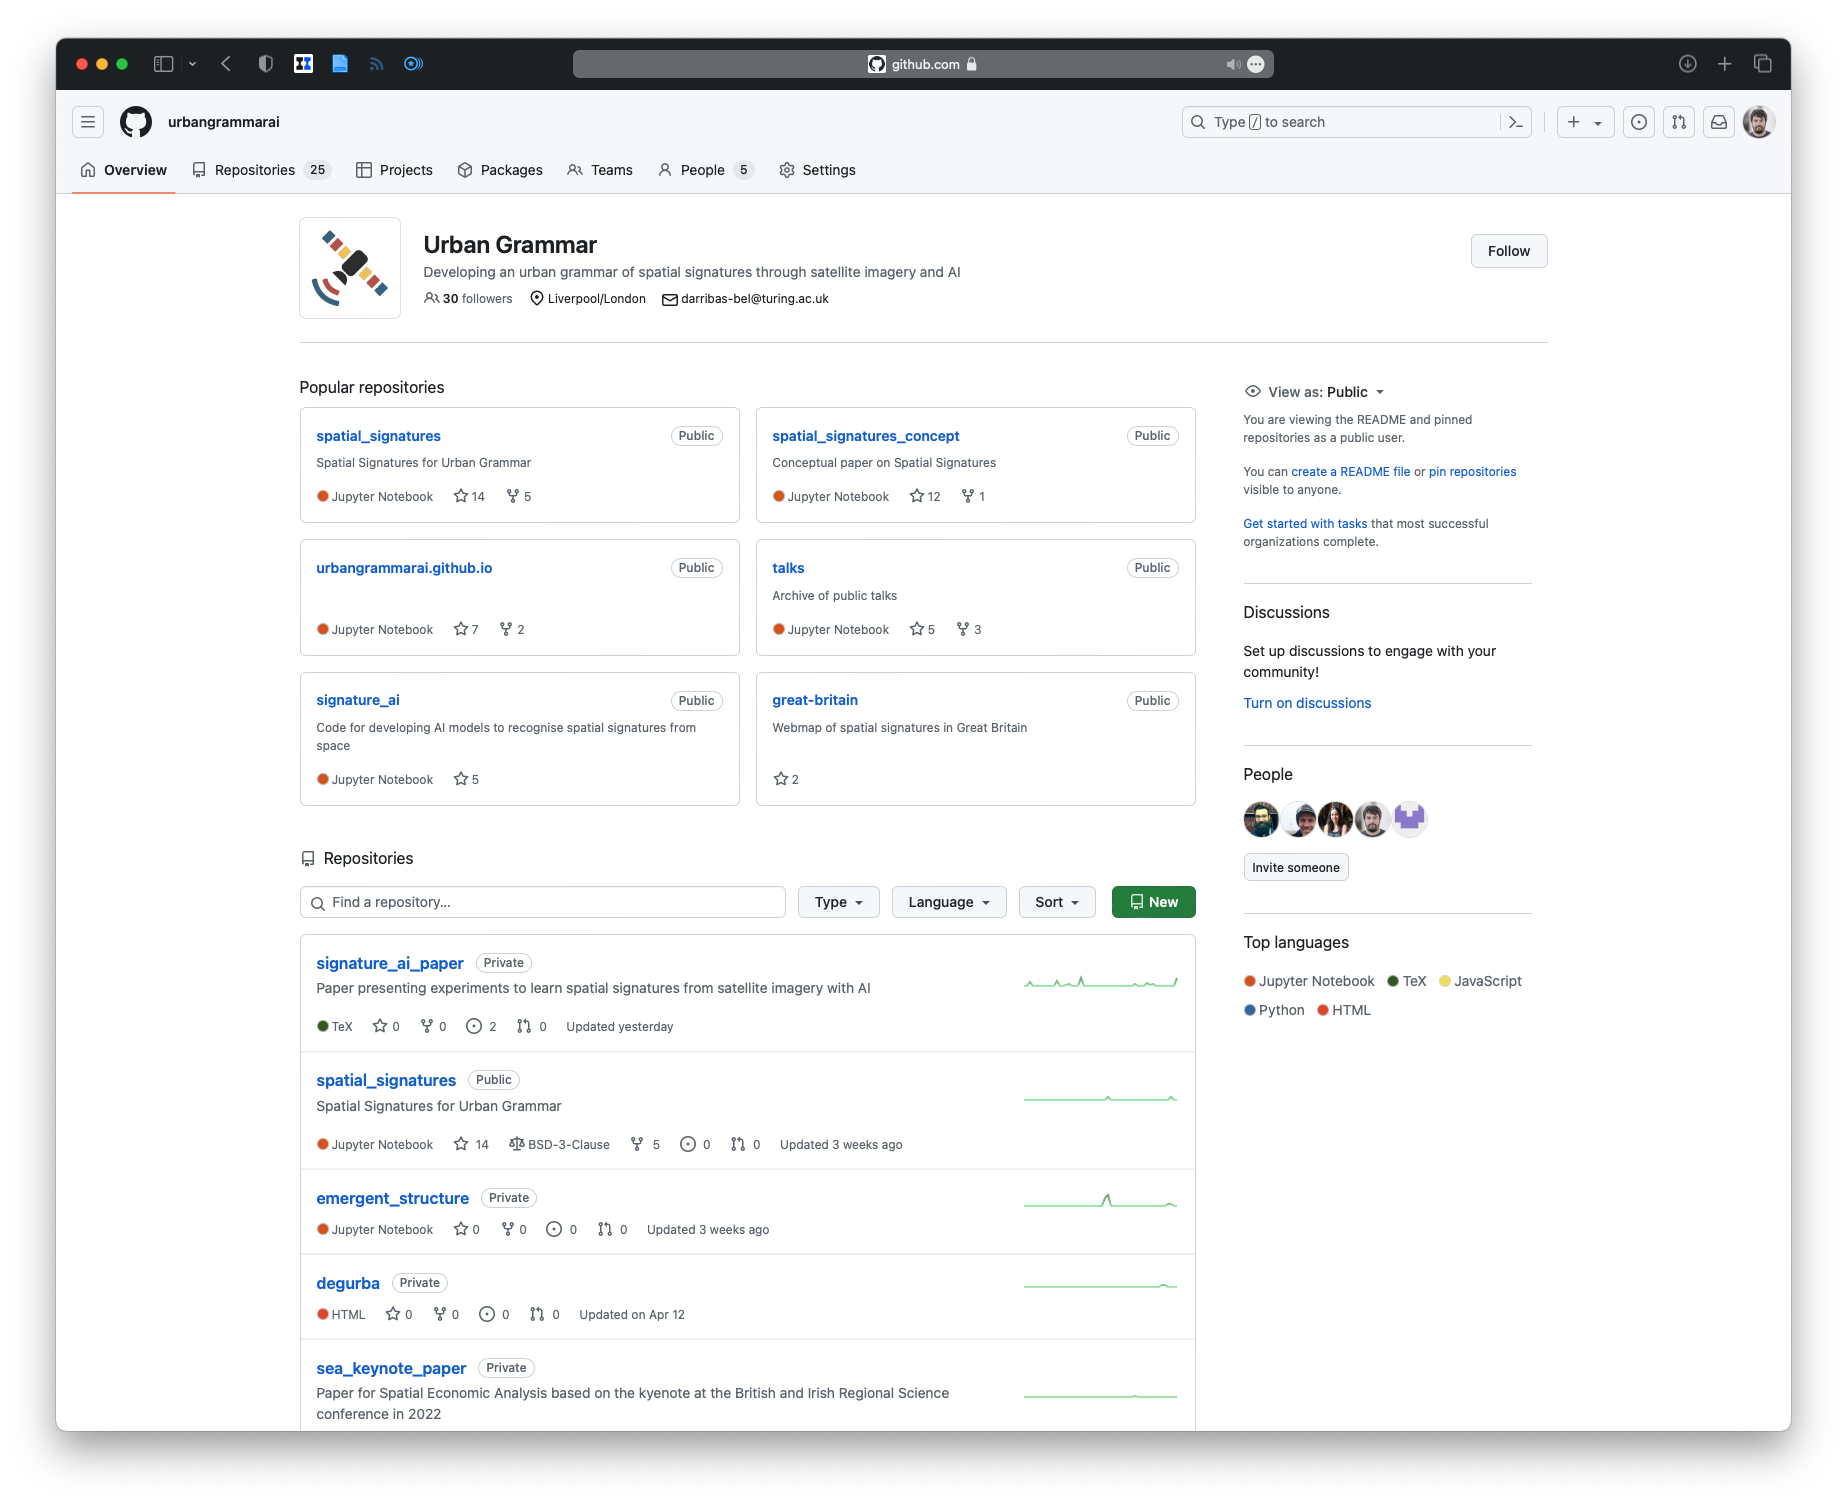 github.com
urbangrammarai
Type / to search
Overview
Repositories 25
Projects
Packages
Teams
People 5
Settings
Urban Grammar
Developing an urban grammar of spatial signatures through satellite imagery and AI
30 followers Liverpool/London darribas-bel@turing.ac.uk
Follow
Popular repositories
spatial_signatures Public
Spatial Signatures for Urban Grammar
Jupyter Notebook 14 5
spatial_signatures_concept Public
Conceptual paper on Spatial Signatures
Jupyter Notebook 12 1
urbangrammarai.github.io Public
Jupyter Notebook 7 2
talks Public
Archive of public talks
Jupyter Notebook 5 3
signature_ai Public
Code for developing AI models to recognise spatial signatures from
space
Jupyter Notebook 5
great-britain Public
Webmap of spatial signatures in Great Britain
2
Repositories
Find a repository...
Type
Language
Sort
New
signature_ai_paper Private
Paper presenting experiments to learn spatial signatures from satellite imagery with AI
TeX 0 0 2 0 Updated yesterday
spatial_signatures Public
Spatial Signatures for Urban Grammar
Jupyter Notebook 14 BSD-3-Clause 5 0 0 Updated 3 weeks ago
emergent_structure Private
Jupyter Notebook 0 0 0 0 Updated 3 weeks ago
degurba Private
HTML 0 0 0 0 Updated on Apr 12
sea_keynote_paper Private
Paper for Spatial Economic Analysis based on the kyenote at the British and Irish Regional Science
conference in 2022
View as: Public
You are viewing the README and pinned
repositories as a public user.
You can create a README file or pin repositories
visible to anyone.
Get started with tasks that most successful
organizations complete.
Discussions
Set up discussions to engage with your
community!
Turn on discussions
People
Invite someone
Top languages
Jupyter Notebook TeX JavaScript
Python HTML